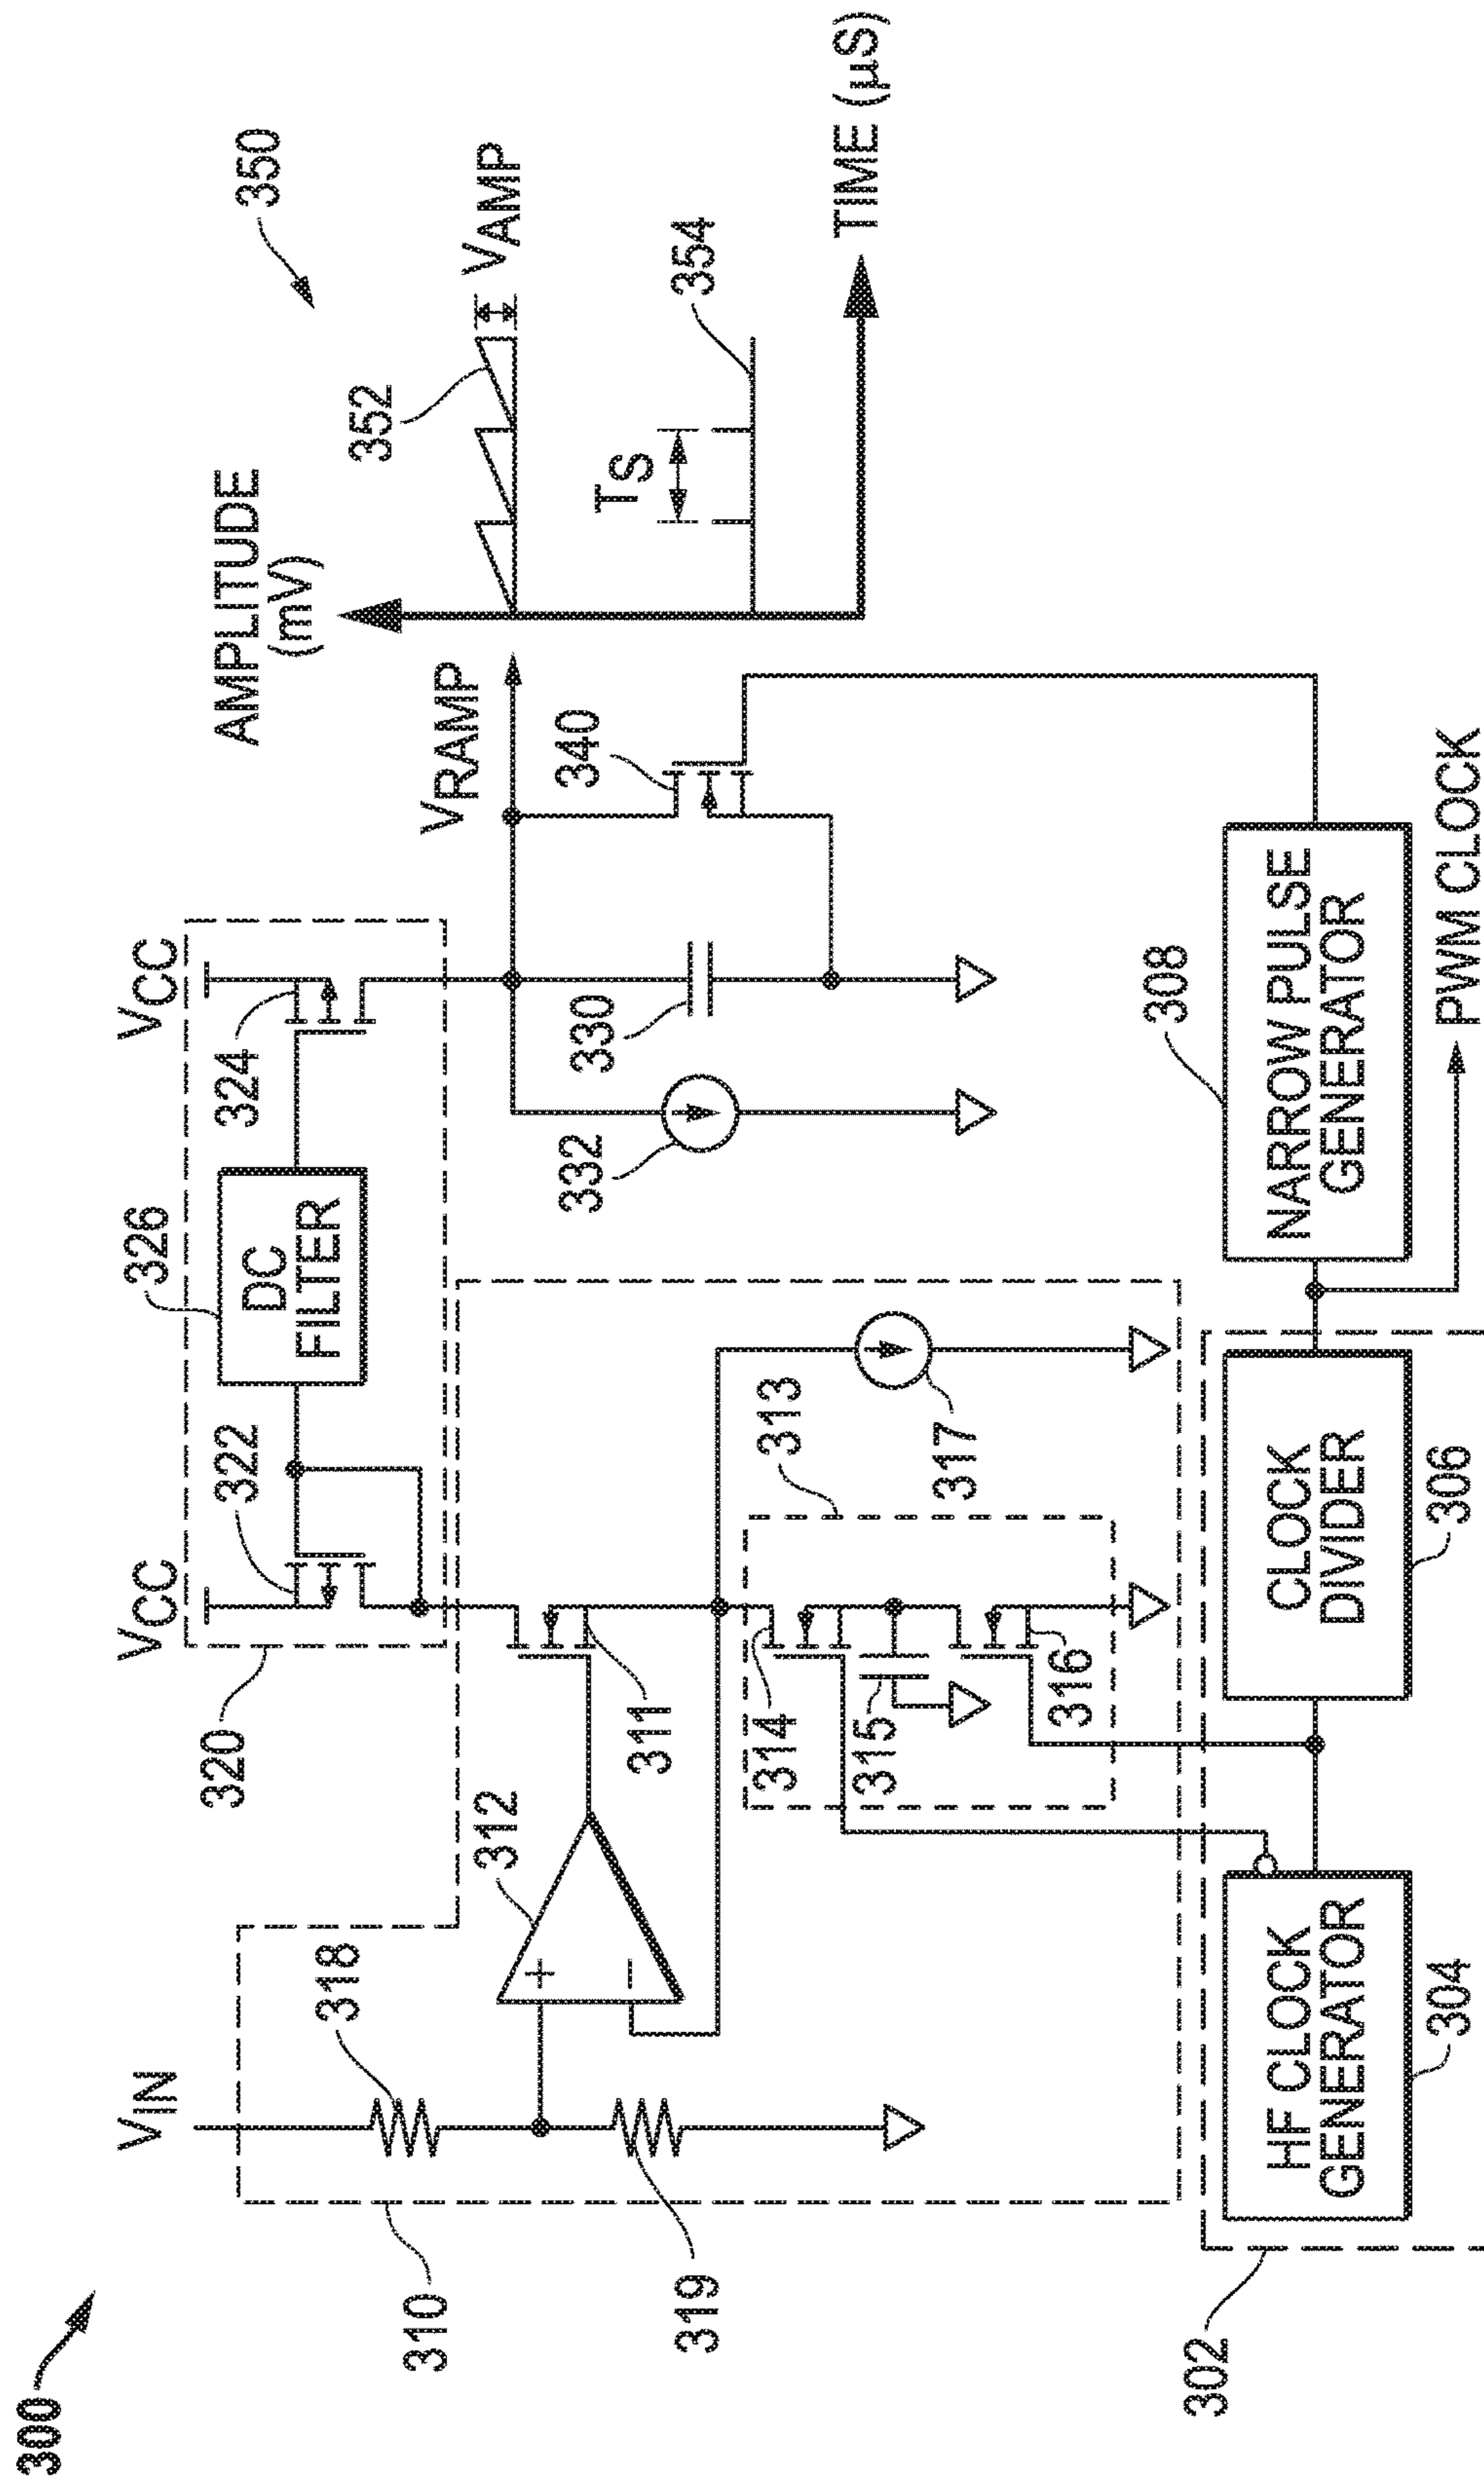 300
VIN
310
318
319
312
320
VCC
322
326
DC
FILTER
324
VCC
311
313
314
315
316
317
332
330
VRAMP
340
AMPLITUDE
(mV)
350
352
VAMP
TS
354
TIME (µS)
302
HF CLOCK
GENERATOR
304
CLOCK
DIVIDER
306
308
NARROW PULSE
GENERATOR
PWM CLOCK
+
−